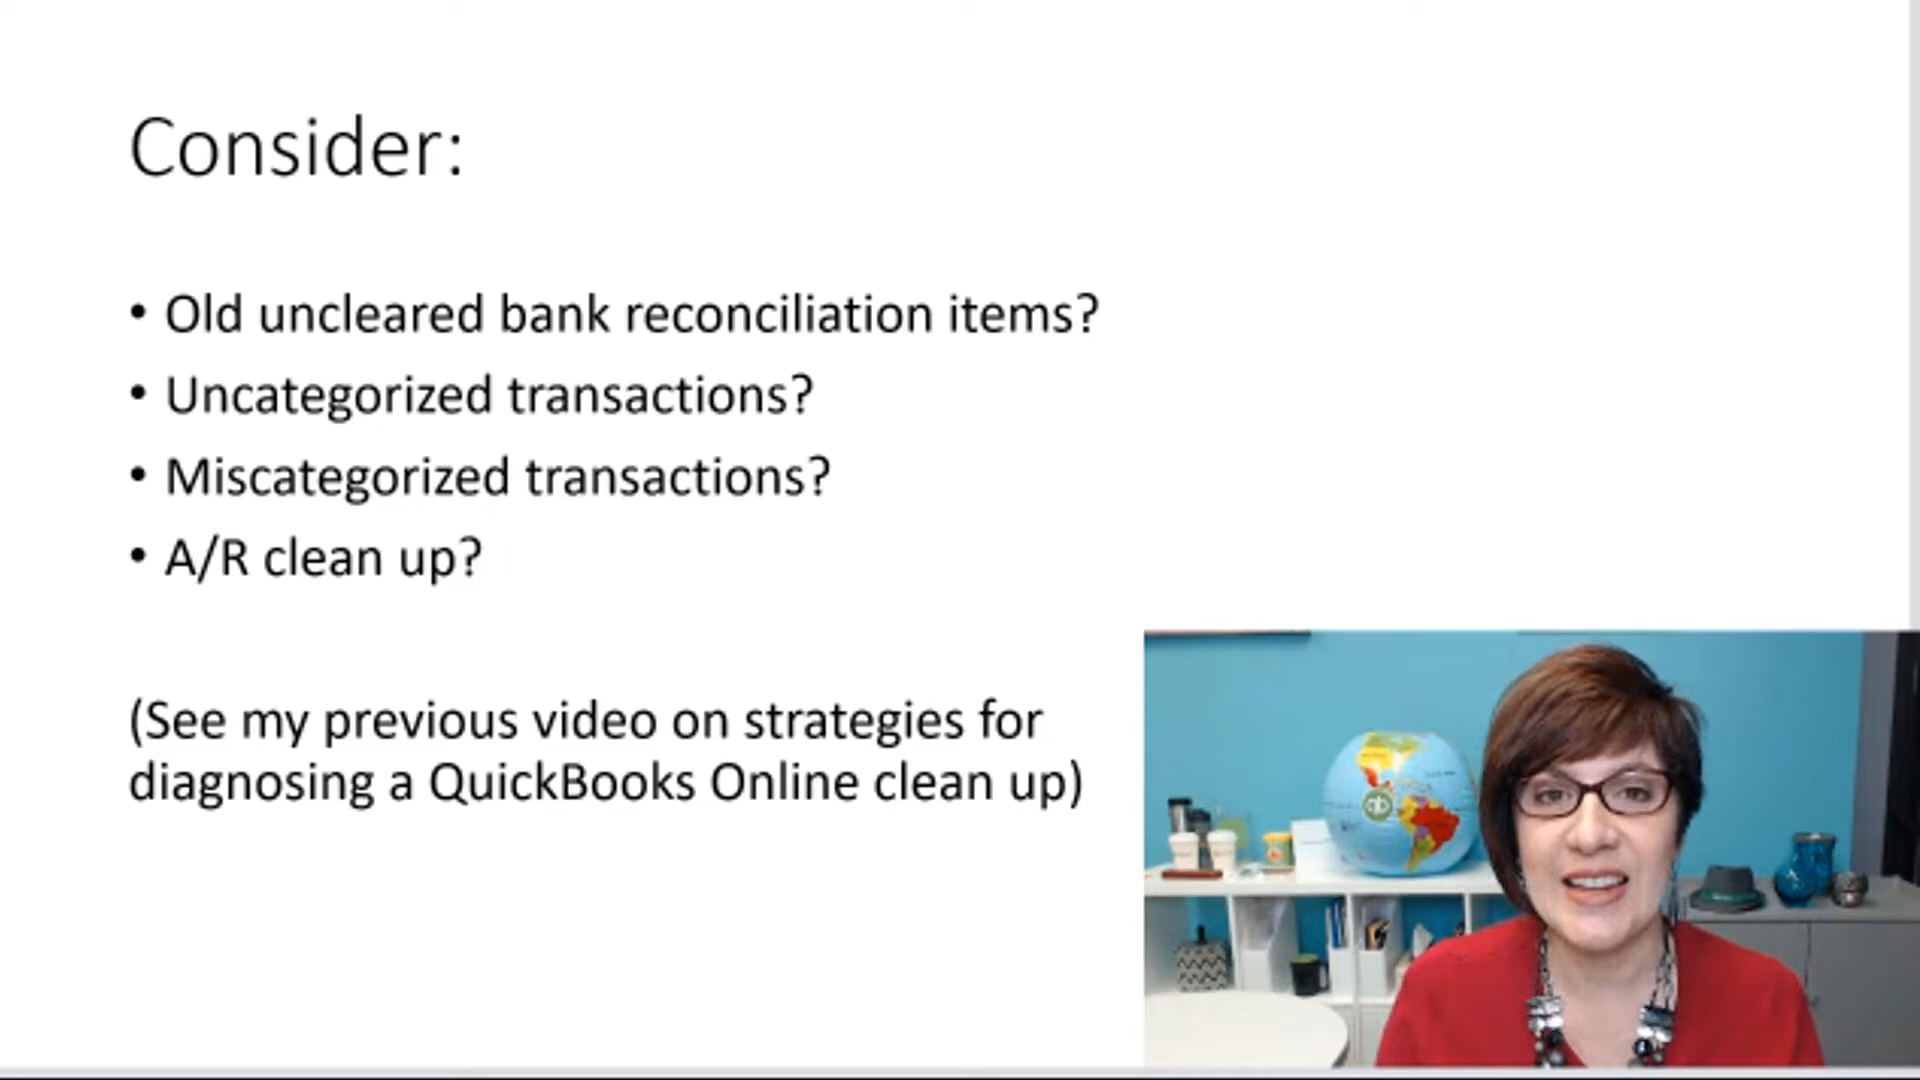 Consider:
• Old uncleared bank reconciliation items?
• Uncategorized transactions?
• Miscategorized transactions?
• A/R clean up?
(See my previous video on strategies for
diagnosing a QuickBooks Online clean up)
qb